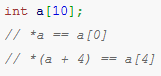 int a[10];
// *a == a[0]
// *(a + 4) == a[4]